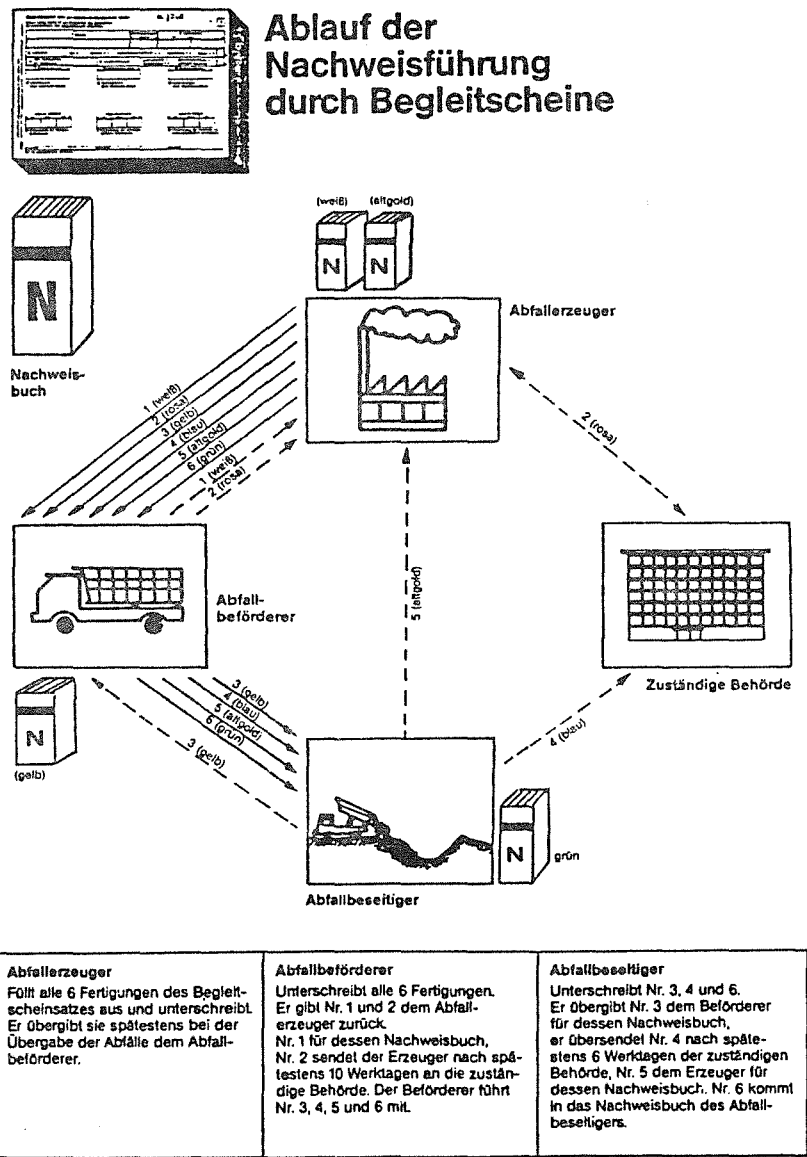 Ablauf der
Nachweisführung
durch Begleitscheine
(weiß) (altgold)
N N
N
Nachweis-
buch
Abfallerzeuger
1 (weiß)
2 (rosa)
3 (gelb)
4 (blau)
5 (altgold)
6 (grün)
1 (weiß)
2 (rosa)
2 (rosa)
5 (altgold)
Abfall-
beförderer
Zuständige Behörde
N
(gelb)
3 (gelb)
4 (blau)
5 (altgold)
6 (grün)
3 (gelb)
4 (blau)
N
grün
Abfallbeseitiger
Abfallerzeuger
Füllt alle 6 Fertigungen des Begleit-
scheinsatzes aus und unterschreibt.
Er übergibt sie spätestens bei der
Übergabe der Abfälle dem Abfall-
beförderer.
Abfallbeförderer
Unterschreibt alle 6 Fertigungen.
Er gibt Nr. 1 und 2 dem Abfall-
erzeuger zurück.
Nr. 1 für dessen Nachweisbuch,
Nr. 2 sendet der Erzeuger nach spä-
testens 10 Werktagen an die zustän-
dige Behörde. Der Beförderer führt
Nr. 3, 4, 5 und 6 mit.
Abfallbeseitiger
Unterschreibt Nr. 3, 4 und 6.
Er übergibt Nr. 3 dem Beförderer
für dessen Nachweisbuch,
er übersendet Nr. 4 nach späte-
stens 6 Werktagen der zuständigen
Behörde, Nr. 5 dem Erzeuger für
dessen Nachweisbuch. Nr. 6 kommt
in das Nachweisbuch des Abfall-
beseitigers.